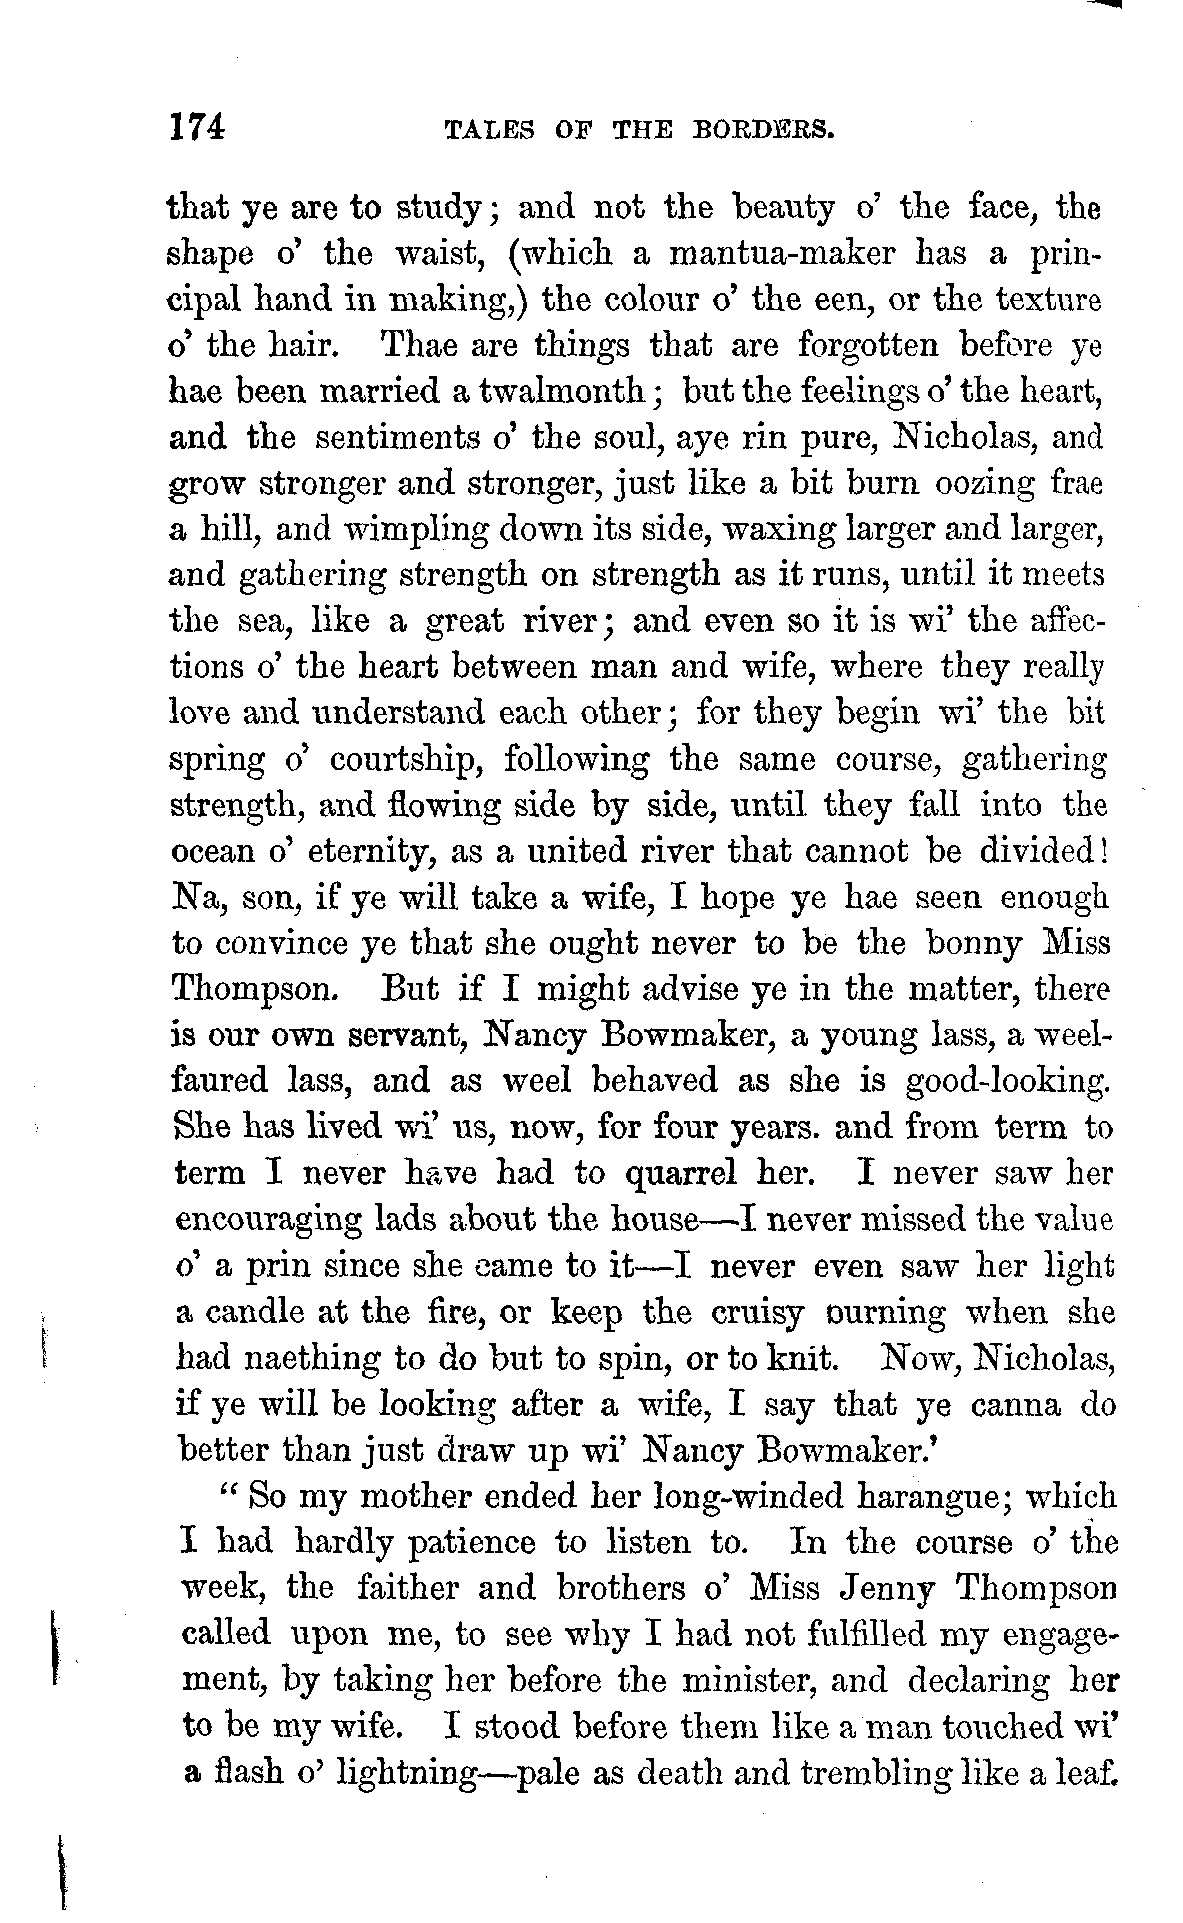 174 TALES OF THE BORDERS.
that ye are to study; and not the beauty o' the face, the
shape o' the waist, (which a mantua-maker has a prin-
cipal hand in making,) the colour o' the een, or the texture
o' the hair. Thae are things that are forgotten before ye
hae been married a twalmonth; but the feelings o' the heart,
and the sentiments o' the soul, aye rin pure, Nicholas, and
grow stronger and stronger, just like a bit burn oozing frae
a hill, and wimpling down its side, waxing larger and larger,
and gathering strength on strength as it runs, until it meets
the sea, like a great river; and even so it is wi' the affec-
tions o' the heart between man and wife, where they really
love and understand each other; for they begin wi' the bit
spring o' courtship, following the same course, gathering
strength, and flowing side by side, until they fall into the
ocean o' eternity, as a united river that cannot be divided!
Na, son, if ye will take a wife, I hope ye hae seen enough
to convince ye that she ought never to be the bonny Miss
Thompson. But if I might advise ye in the matter, there
is our own servant, Nancy Bowmaker, a young lass, a weel-
faured lass, and as weel behaved as she is good-looking.
She has lived wi' us, now, for four years. and from term to
term I never have had to quarrel her. I never saw her
encouraging lads about the house—I never missed the value
o' a prin since she came to it—I never even saw her light
a candle at the fire, or keep the cruisy burning when she
had naething to do but to spin, or to knit. Now, Nicholas,
if ye will be looking after a wife, I say that ye canna do
better than just draw up wi' Nancy Bowmaker.'
“ So my mother ended her long-winded harangue; which
I had hardly patience to listen to. In the course o' the
week, the faither and brothers o' Miss Jenny Thompson
called upon me, to see why I had not fulfilled my engage-
ment, by taking her before the minister, and declaring her
to be my wife. I stood before them like a man touched wi'
a flash o' lightning—pale as death and trembling like a leaf.